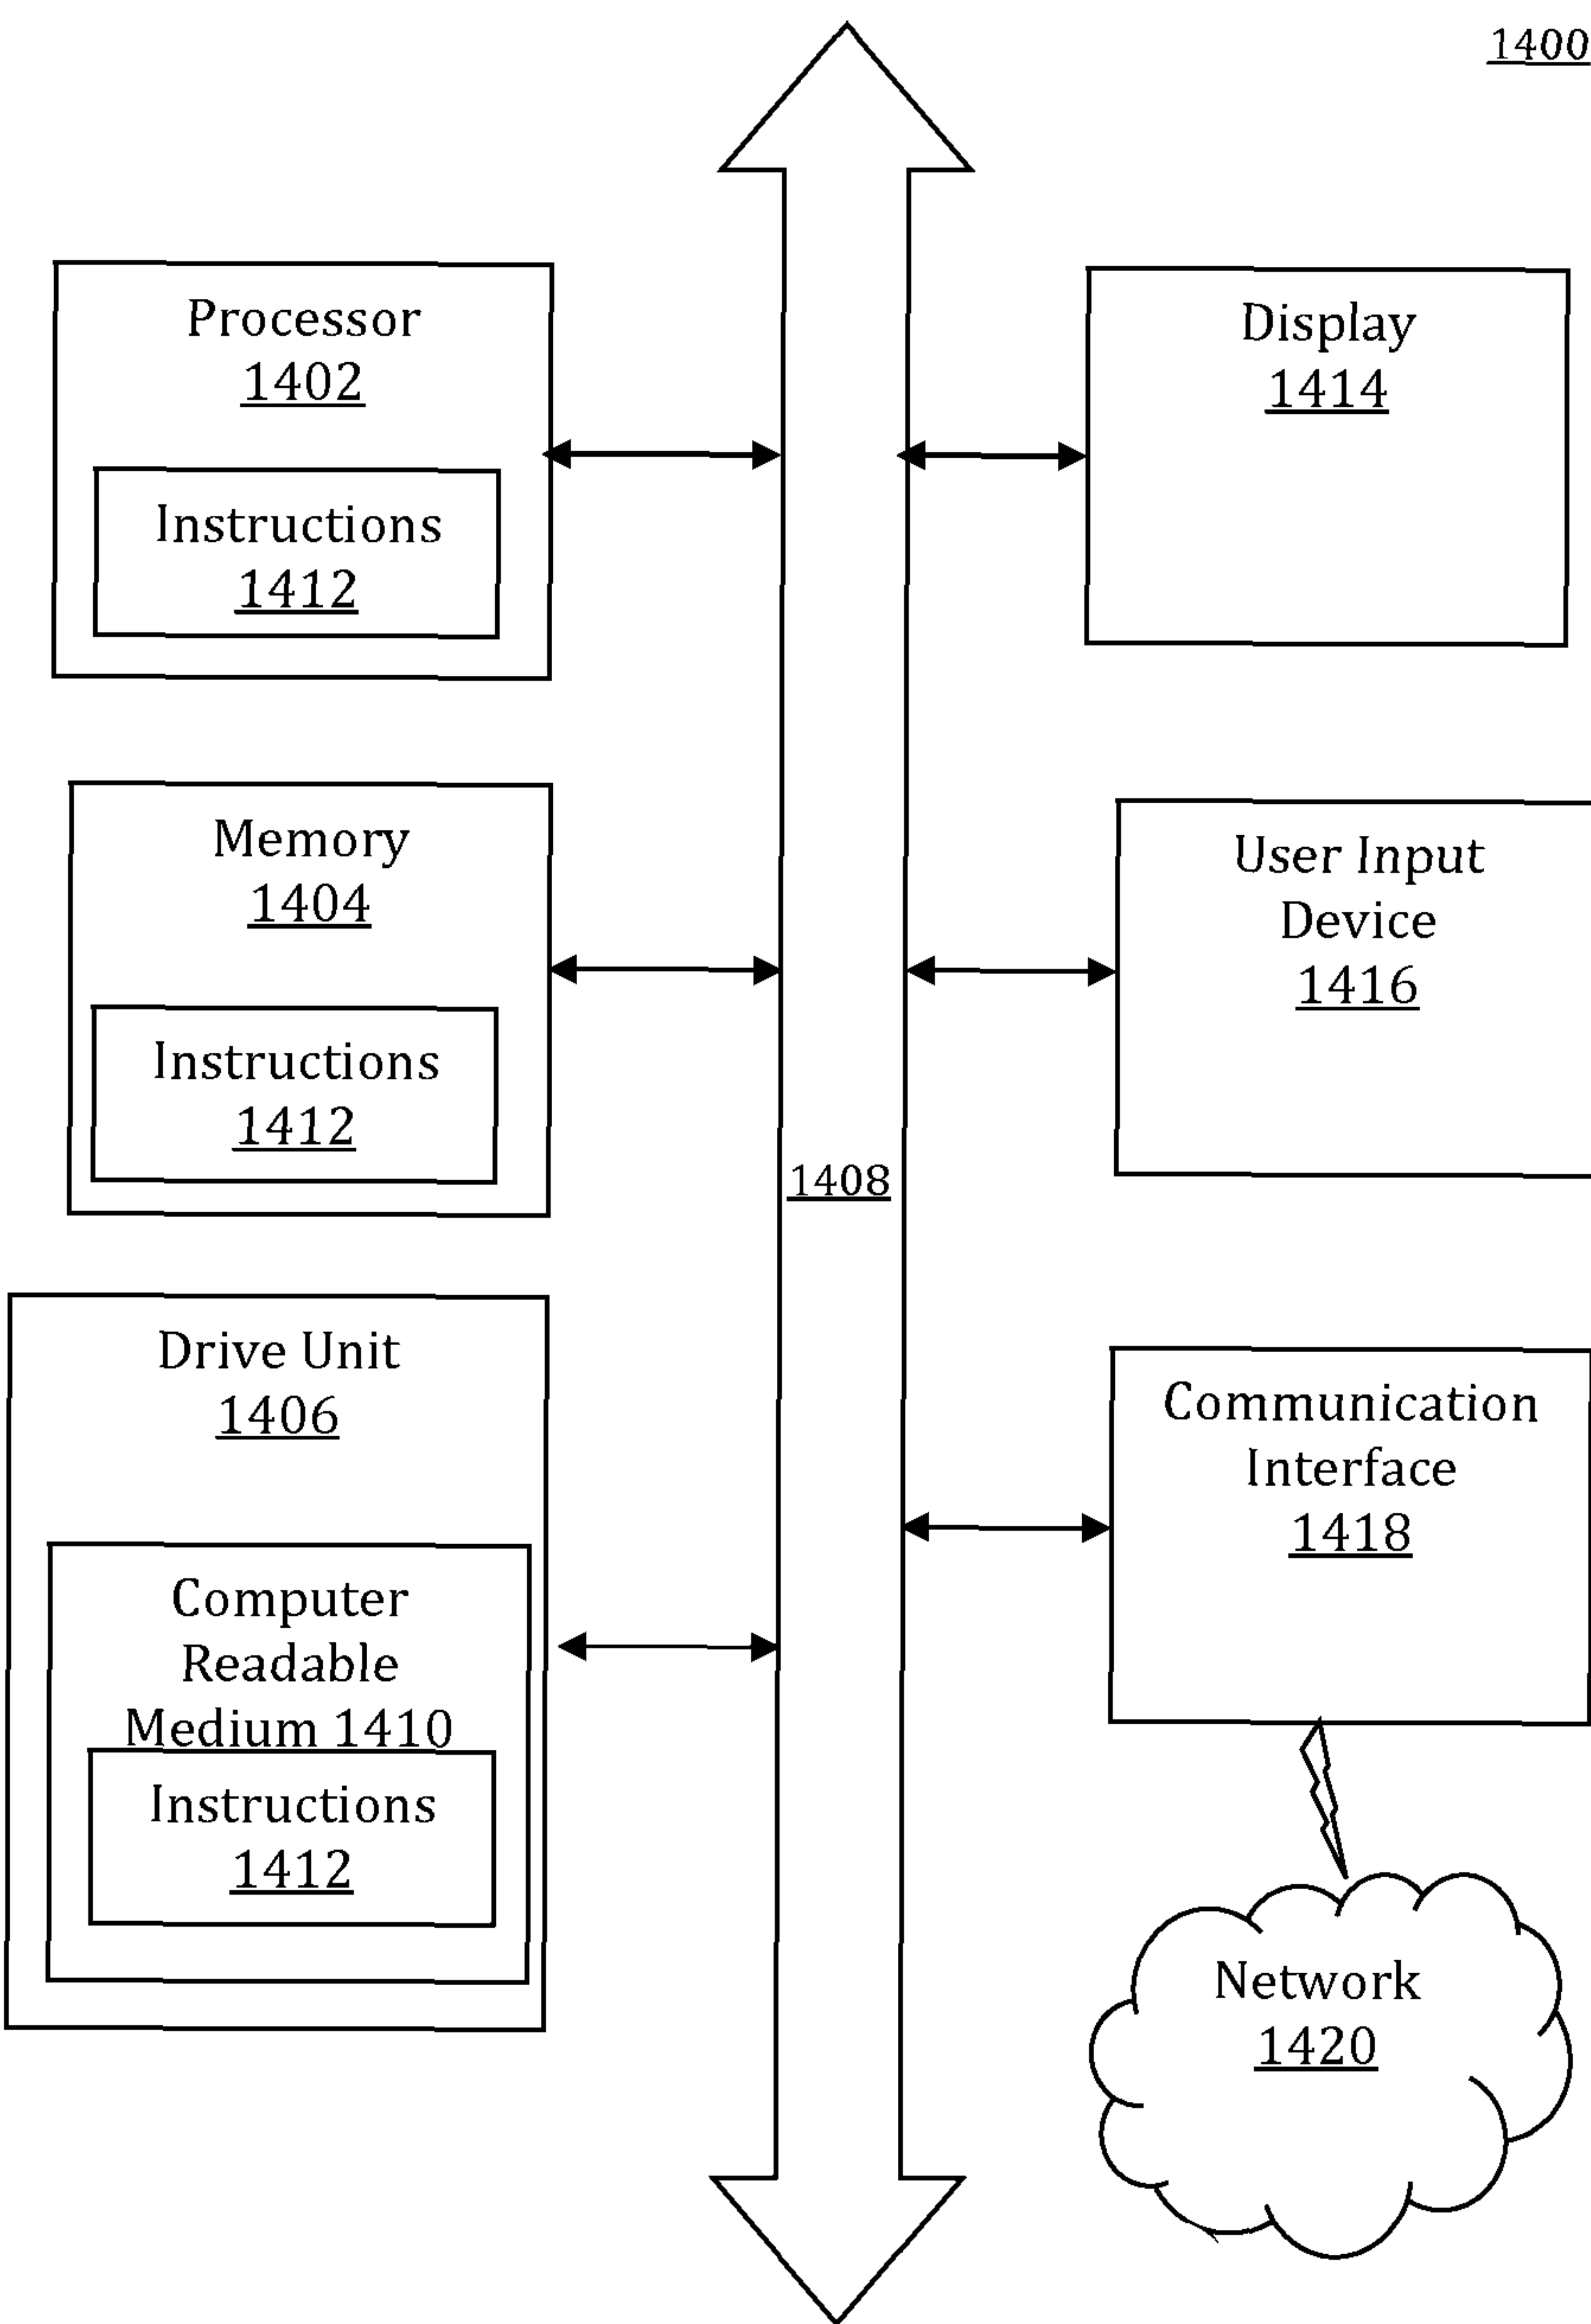 1400
Processor
1402
Instructions
1412
Display
1414
Memory
1404
Instructions
1412
User Input
Device
1416
1408
Drive Unit
1406
Computer
Readable
Medium 1410
Instructions
1412
Communication
Interface
1418
Network
1420